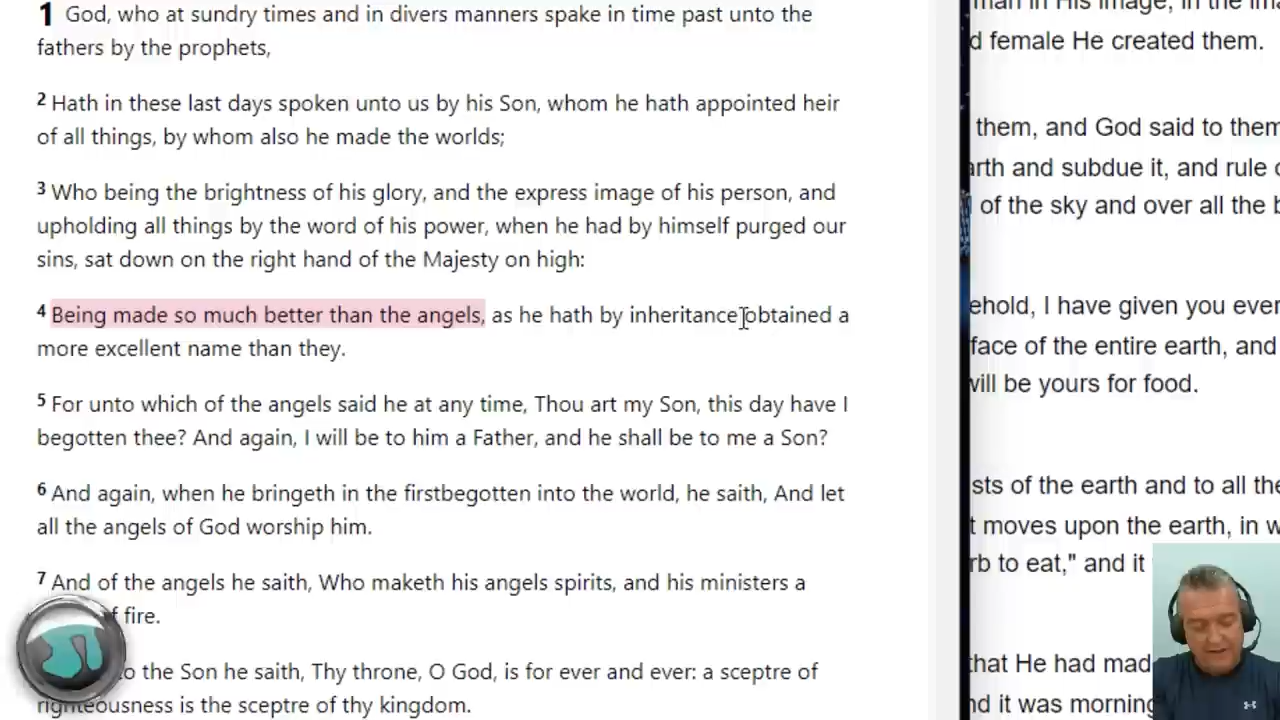 1 God, who at sundry times and in divers manners spake in time past unto the
fathers by the prophets,
2 Hath in these last days spoken unto us by his Son, whom he hath appointed heir
of all things, by whom also he made the worlds;
3 Who being the brightness of his glory, and the express image of his person, and
upholding all things by the word of his power, when he had by himself purged our
sins, sat down on the right hand of the Majesty on high:
4 Being made so much better than the angels, as he hath by inheritance obtained a
more excellent name than they.
5 For unto which of the angels said he at any time, Thou art my Son, this day have I
begotten thee? And again, I will be to him a Father, and he shall be to me a Son?
6 And again, when he bringeth in the firstbegotten into the world, he saith, And let
all the angels of God worship him.
7 And of the angels he saith, Who maketh his angels spirits, and his ministers a
fire.
the Son he saith, Thy throne, O God, is for ever and ever: a sceptre of
righteousness is the sceptre of thy kingdom.
man in His image, in the
female He created them.
them, and God said to them
and subdue it, and rule
of the sky and over all the
I have given you
face of the entire earth, and
will be yours for food.
of the earth and to all the
moves upon the earth, in
to eat," and it
that He had
it was